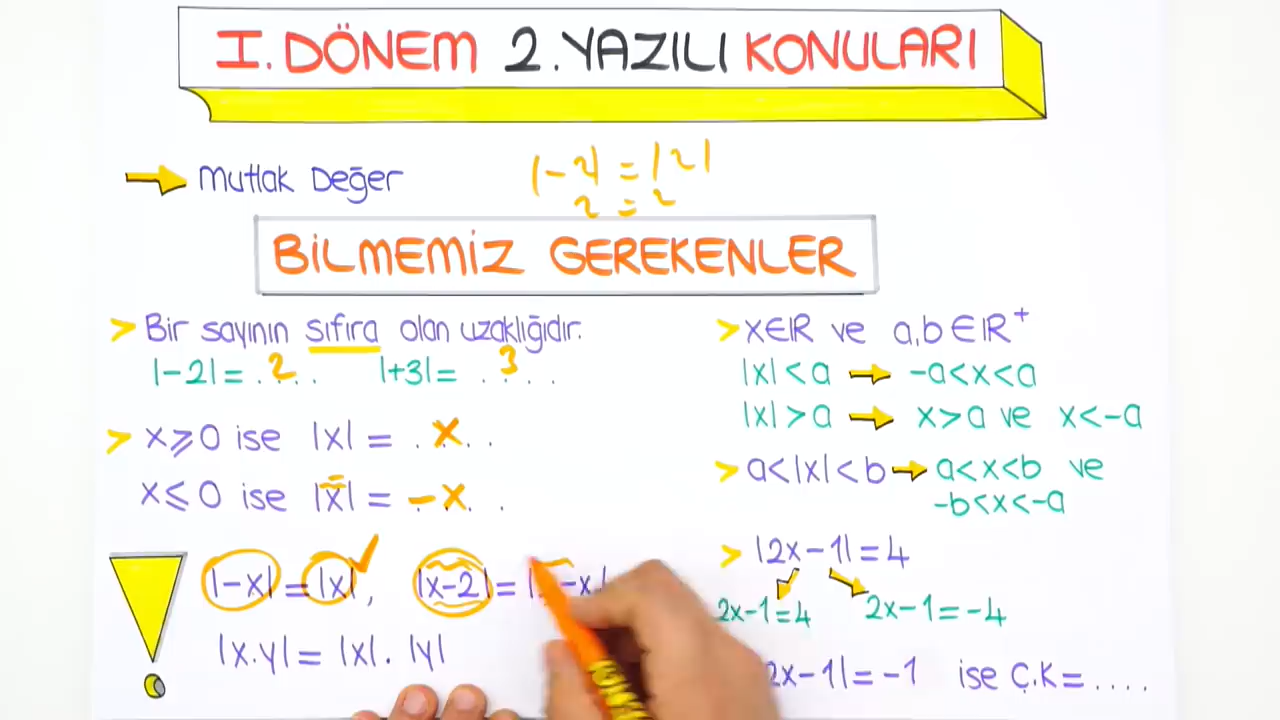 I. DÖNEM 2. YAZILI KONULARI
Mutlak Değer
|-2| = |2|
2 = 2
BİLMEMİZ GEREKENLER
> Bir sayının sıfıra olan uzaklığıdır.
|-2| = ..2.. |+3| = ..3..
> x⩾0 ise |x| = .x..
x⩽0 ise |x| = -x .
|-x| = |x|, |x-2| = | -x|
|x.y| = |x|.|y|
> x∈IR ve a,b∈IR⁺
|x|<a → -a<x<a
|x|>a → x>a ve x<-a
> a<|x|<b → a<x<b ve
-b<x<-a
> |2x-1|=4
2x-1=4 2x-1=-4
2x-1|=-1 ise Ç.K=....